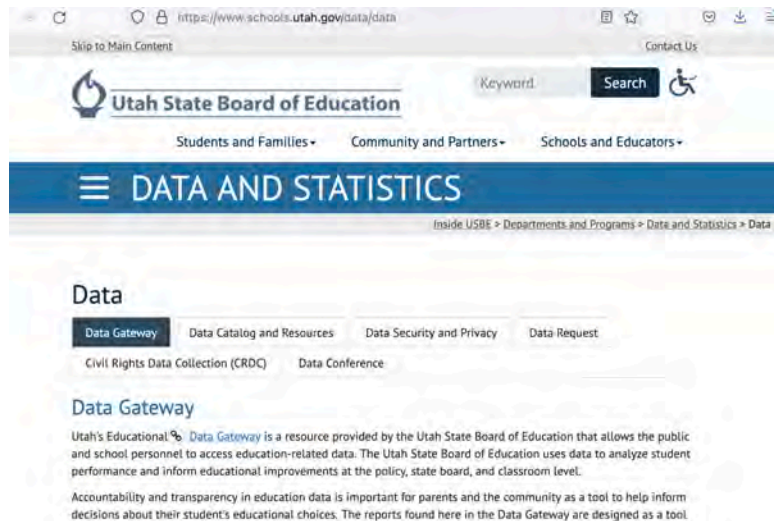 https://www.schools.utah.gov/data/data
Skip to Main Content Contact Us
Utah State Board of Education
Keyword Search
Students and Families Community and Partners Schools and Educators
DATA AND STATISTICS
Inside USBE > Departments and Programs > Data and Statistics > Data
Data
Data Gateway Data Catalog and Resources Data Security and Privacy Data Request
Civil Rights Data Collection (CRDC) Data Conference
Data Gateway
Utah's Educational Data Gateway is a resource provided by the Utah State Board of Education that allows the public
and school personnel to access education-related data. The Utah State Board of Education uses data to analyze student
performance and inform educational improvements at the policy, state board, and classroom level.
Accountability and transparency in education data is important for parents and the community as a tool to help inform
decisions about their student's educational choices. The reports found here in the Data Gateway are designed as a tool